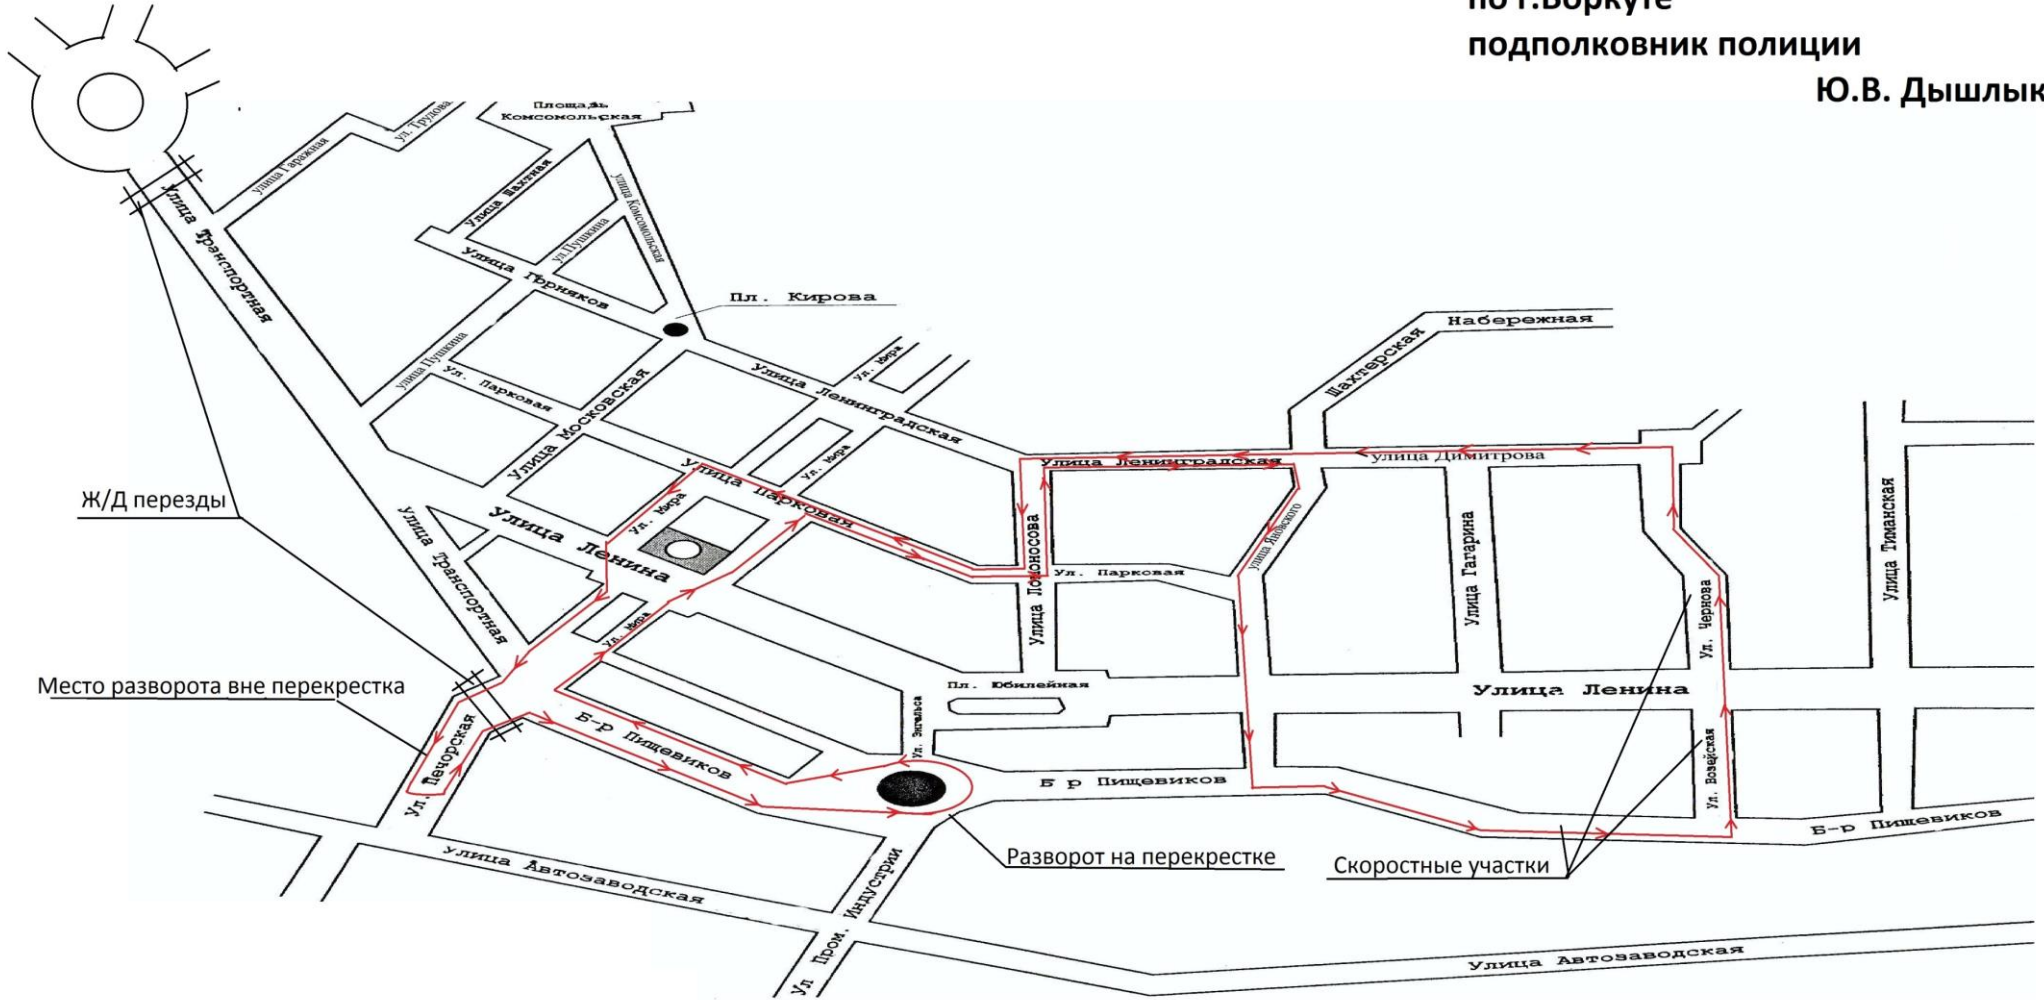 по г.Воркуте
подполковник полиции
Ю.В. Дышлык
Площадь
Комсомольская
ул. Трудова
улица Гаражная
улица Шахтная
улица Комсомольская
ул.Пушкина
улица Транспортная
улица Горняков
Пл. Кирова
Набережная
Шахтерская
улица Пушкина
Ул. Парковая
Улица Московская
Улица Ленинградская
Ул. Мира
Улица Ленинградская
улица Димитрова
Улица Парковая
Ул. Мира
Ул. Мира
Ж/Д перезды
Улица Транспортная
Улица Ленина
Улица Ломоносова
улица Яновского
Ул. Парковая
Улица Гагарина
Ул. Чернова
Улица Тиманская
Ул. Мира
Место разворота вне перекрестка
Пл. Юбилейная
Улица Ленина
Ул. Энгельса
Б-р Пищевиков
Ул. Печорская
Б р Пищевиков
Ул. Возейская
Б-р Пищевиков
Разворот на перекрестке
Скоростные участки
Улица Автозаводская
Ул Пром. Индустрии
Улица Автозаводская